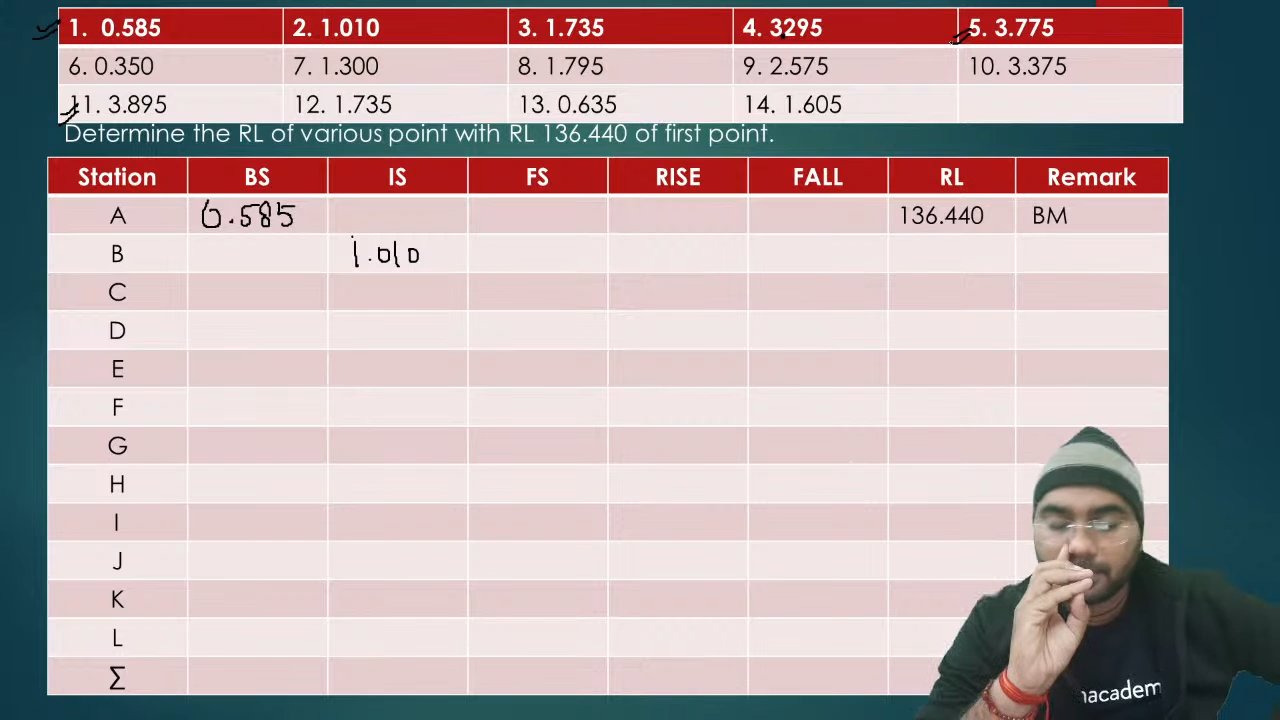 1. 0.585 2. 1.010 3. 1.735 4. 3295 5. 3.775
6. 0.350 7. 1.300 8. 1.795 9. 2.575 10. 3.375
11. 3.895 12. 1.735 13. 0.635 14. 1.605
Determine the RL of various point with RL 136.440 of first point.
Station BS IS FS RISE FALL RL Remark
A 0.585 136.440 BM
B 1.010
C
D
E
F
G
H
I
J
K
L
Σ